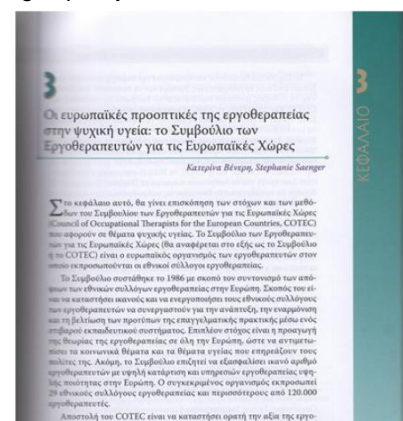 3
Οι ευρωπαϊκές προοπτικές της εργοθεραπείας
στην ψυχική υγεία: το Συμβούλιο των
Εργοθεραπευτών για τις Ευρωπαϊκές Χώρες
Κατερίνα Βένερη, Stephanie Saenger
Στο κεφάλαιο αυτό, θα γίνει επισκόπηση των στόχων και των μεθό-
δων του Συμβουλίου των Εργοθεραπευτών για τις Ευρωπαϊκές Χώρες
(Council of Occupational Therapists for the European Countries, COTEC)
που αφορούν σε θέματα ψυχικής υγείας. Το Συμβούλιο των Εργοθεραπευ-
των για τις Ευρωπαϊκές Χώρες (θα αναφέρεται στο εξής ως το Συμβούλιο
ή το COTEC) είναι ο ευρωπαϊκός οργανισμός των εργοθεραπευτών στον
οποίο εκπροσωπούνται οι εθνικοί σύλλογοι εργοθεραπείας.
Το Συμβούλιο συστάθηκε το 1986 με σκοπό τον συντονισμό των από-
ψεων των εθνικών συλλόγων εργοθεραπείας στην Ευρώπη. Σκοπός του εί-
ναι να καταστήσει ικανούς και να ενεργοποιήσει τους εθνικούς συλλόγους
των εργοθεραπευτών να συνεργαστούν για την ανάπτυξη, την εναρμόνιση
και τη βελτίωση των προτύπων της επαγγελματικής πρακτικής μέσω ενός
στιβαρού εκπαιδευτικού συστήματος. Επιπλέον στόχος είναι η προαγωγή
της θεωρίας της εργοθεραπείας σε όλη την Ευρώπη, ώστε να αντιμετω-
πίσει τα κοινωνικά θέματα και τα θέματα υγείας που επηρεάζουν τους
πολίτες της. Ακόμη, το Συμβούλιο επιζητεί να εξασφαλίσει ικανό αριθμό
εργοθεραπευτών με υψηλή κατάρτιση και υπηρεσιών εργοθεραπείας υψη-
λής ποιότητας στην Ευρώπη. Ο συγκεκριμένος οργανισμός εκπροσωπεί
29 εθνικούς συλλόγους εργοθεραπείας και περισσότερους από 120.000
εργοθεραπευτές.
Αποστολή του COTEC είναι να καταστήσει ορατή την αξία της εργο-
3
ΚΕΦΑΛΑΙΟ